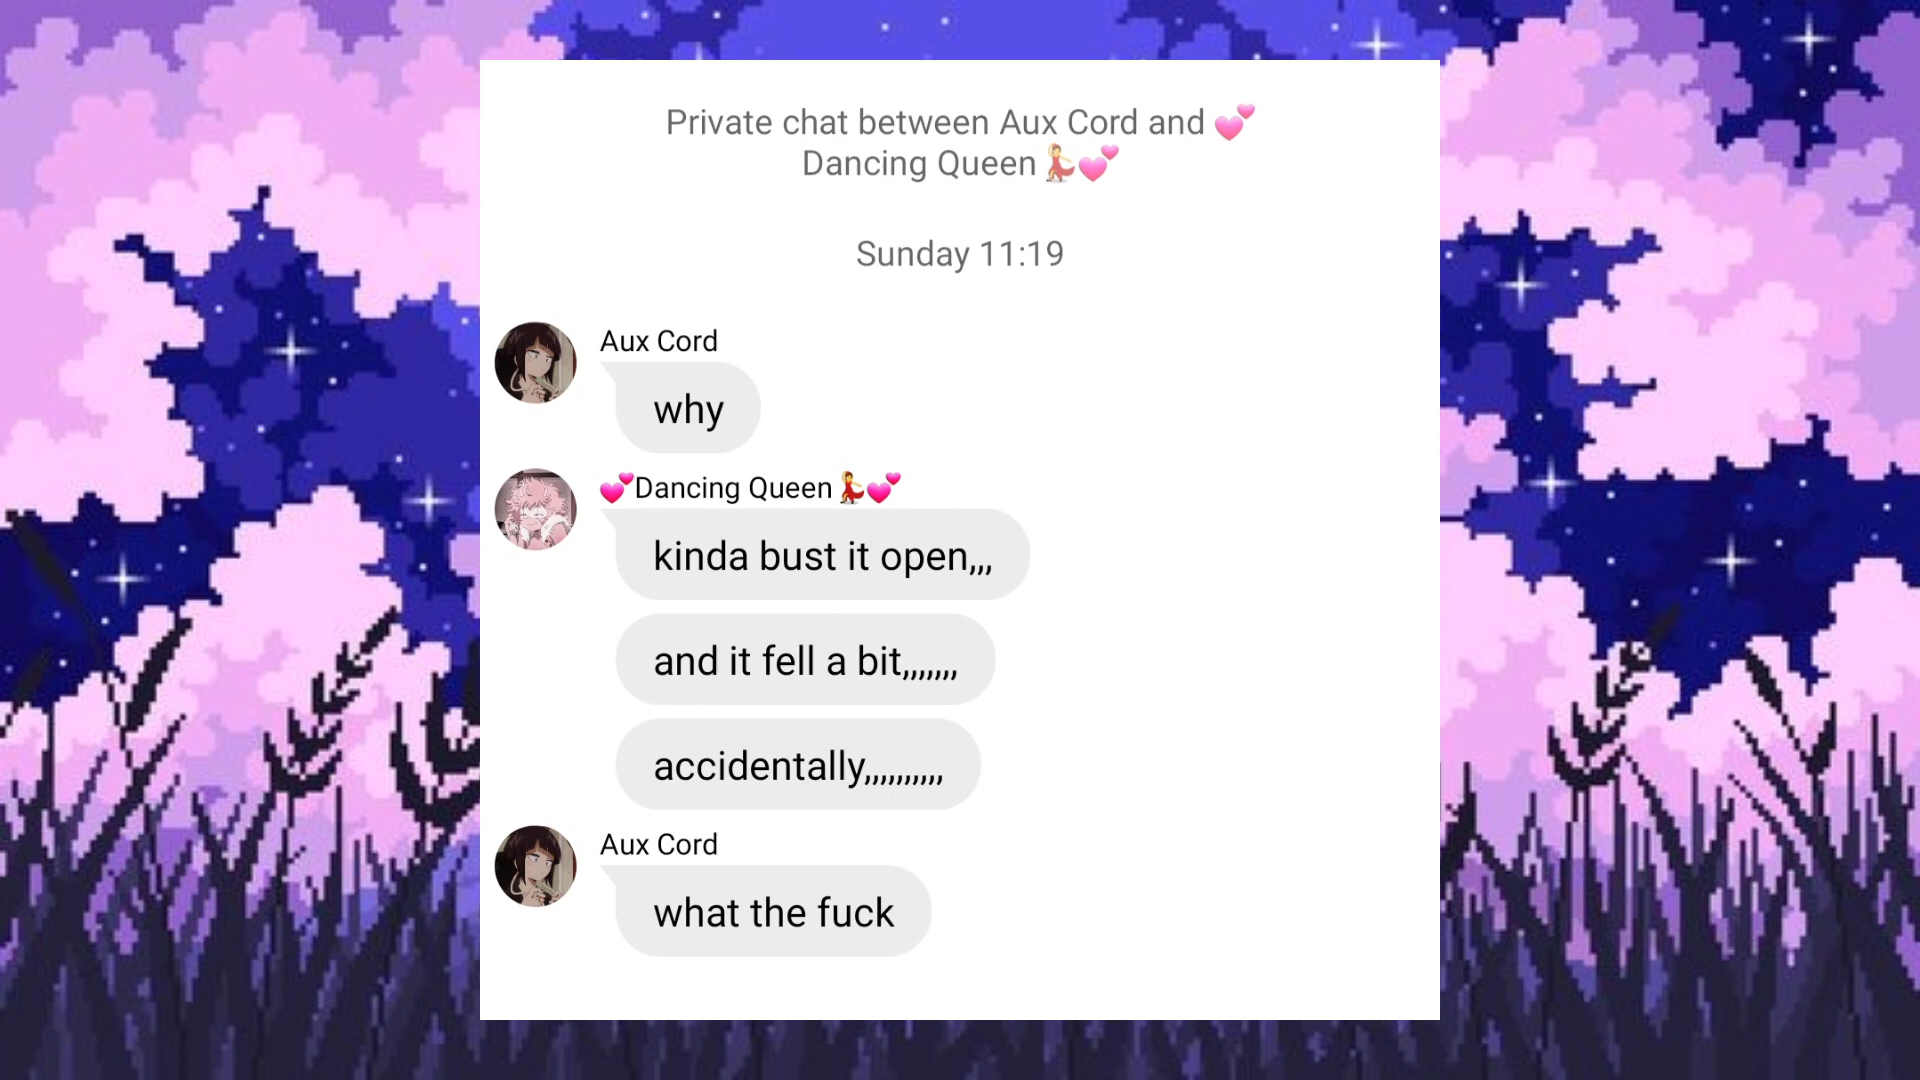 Private chat between Aux Cord and 💕
Dancing Queen💃💕
Sunday 11:19
Aux Cord
why
💕Dancing Queen💃💕
kinda bust it open,,,
and it fell a bit,,,,,,,
accidentally,,,,,,,,,,
Aux Cord
what the fuck